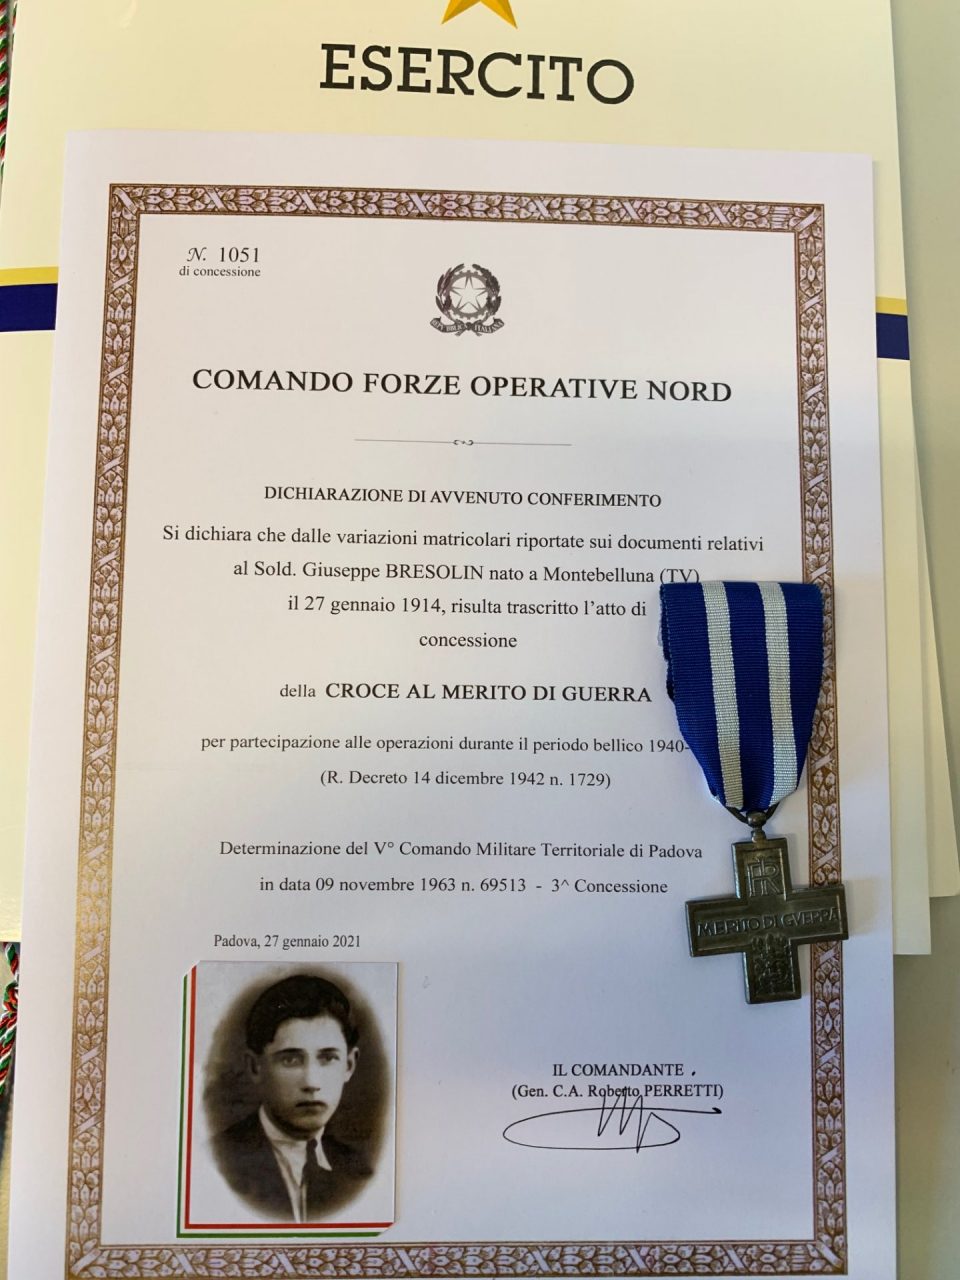 ESERCITO
N. 1051
di concessione
REPVBBLICA ITALIANA
COMANDO FORZE OPERATIVE NORD
DICHIARAZIONE DI AVVENUTO CONFERIMENTO
Si dichiara che dalle variazioni matricolari riportate sui documenti relativi
al Sold. Giuseppe BRESOLIN nato a Montebelluna (TV)
il 27 gennaio 1914, risulta trascritto l'atto di
concessione
della CROCE AL MERITO DI GUERRA
per partecipazione alle operazioni durante il periodo bellico 1940-
(R. Decreto 14 dicembre 1942 n. 1729)
Determinazione del V° Comando Militare Territoriale di Padova
in data 09 novembre 1963 n. 69513 - 3^ Concessione
RI
MERITO DI GVERRA
Padova, 27 gennaio 2021
IL COMANDANTE
(Gen. C.A. Roberto PERRETTI)